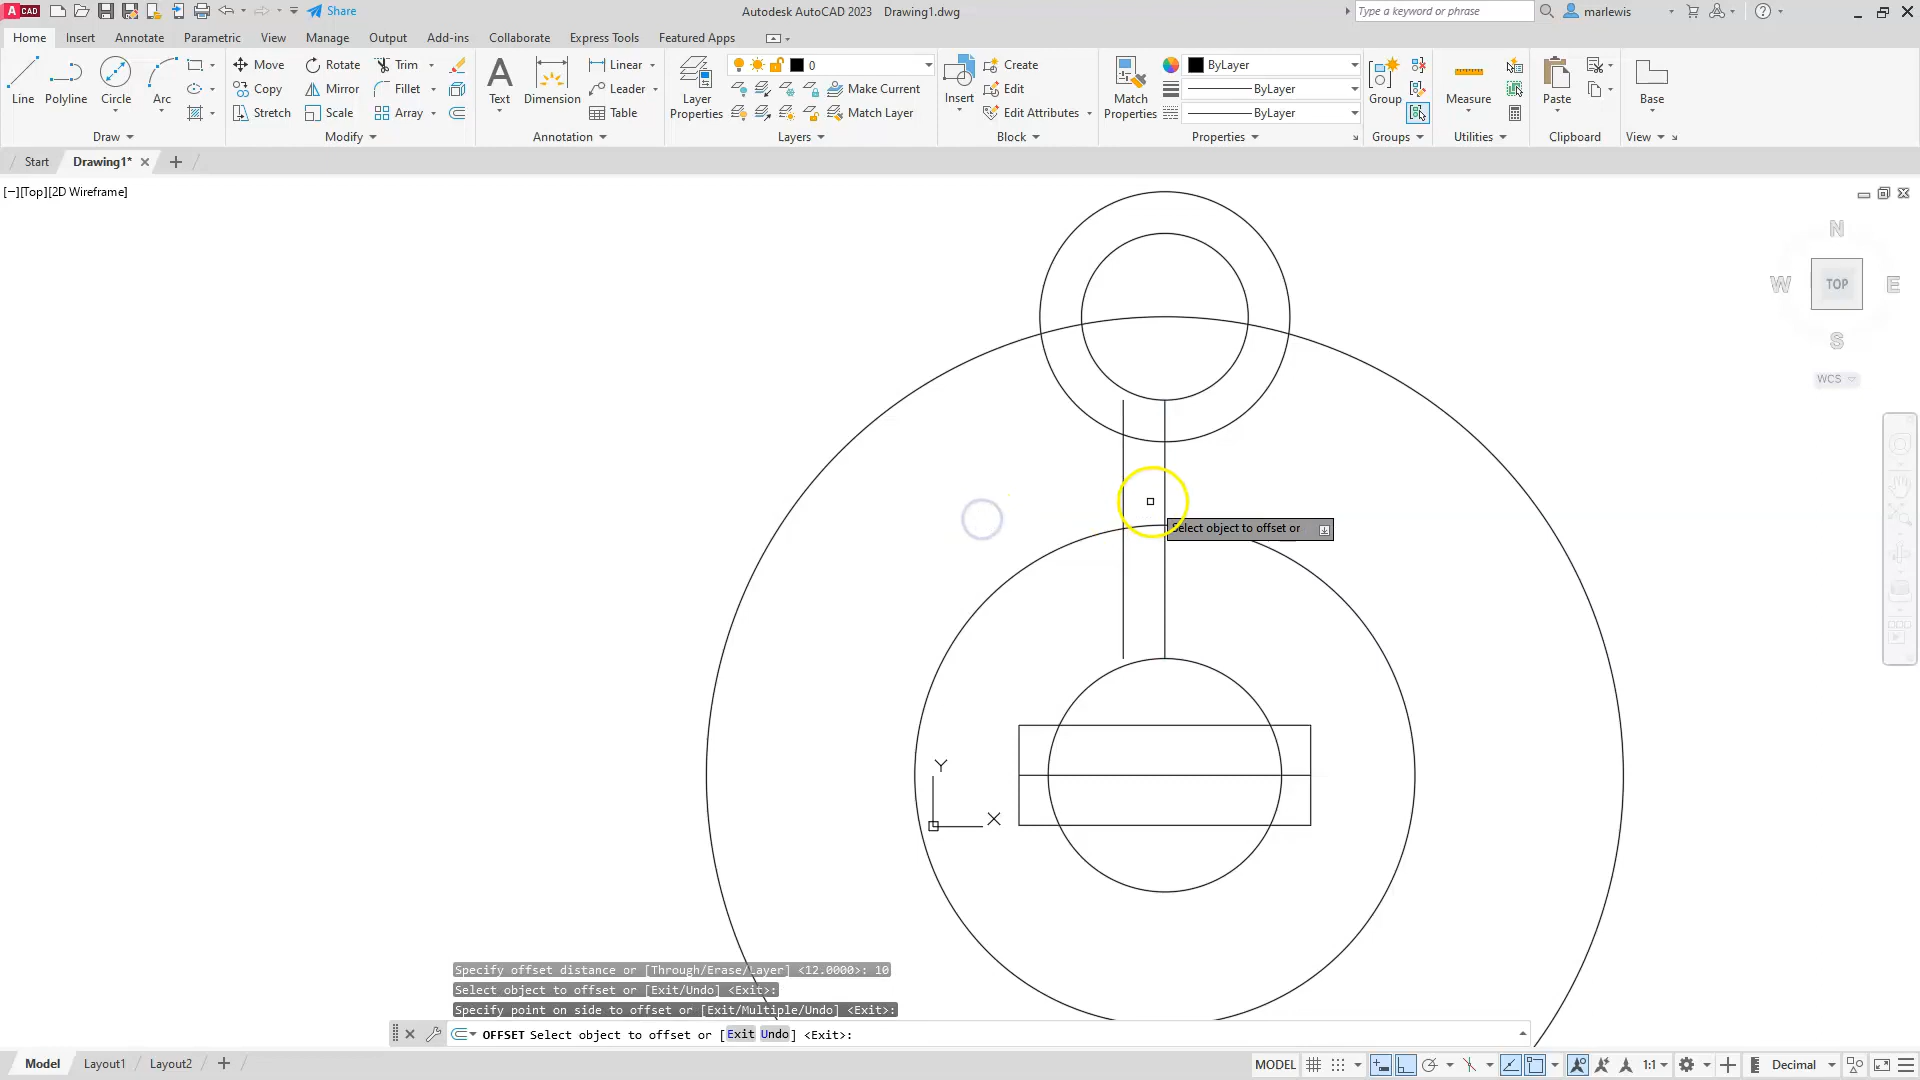 A CAD
Share
Autodesk AutoCAD 2023 Drawing1.dwg
Type a keyword or phrase
marlewis
Home Insert Annotate Parametric View Manage Output Add-ins Collaborate Express Tools Featured Apps
Line
Polyline
Circle
Arc
Draw
Move
Rotate
Trim
Copy
Mirror
Fillet
Stretch
Scale
Array
Modify
Text
Dimension
Linear
Leader
Table
Annotation
Layer
Properties
0
Make Current
Match Layer
Layers
Insert
Create
Edit
Edit Attributes
Block
Match
Properties
ByLayer
ByLayer
ByLayer
Properties
Group
Groups
Measure
Utilities
Paste
Clipboard
Base
View
Start
Drawing1*
[−][Top][2D Wireframe]
N
W
TOP
E
S
WCS
Select object to offset or
Y
X
Specify offset distance or [Through/Erase/Layer] <12.0000>: 10
Select object to offset or [Exit/Undo] <Exit>:
Specify point on side to offset or [Exit/Multiple/Undo] <Exit>:
OFFSET Select object to offset or [Exit Undo] <Exit>:
Model Layout1 Layout2
MODEL
1:1
Decimal